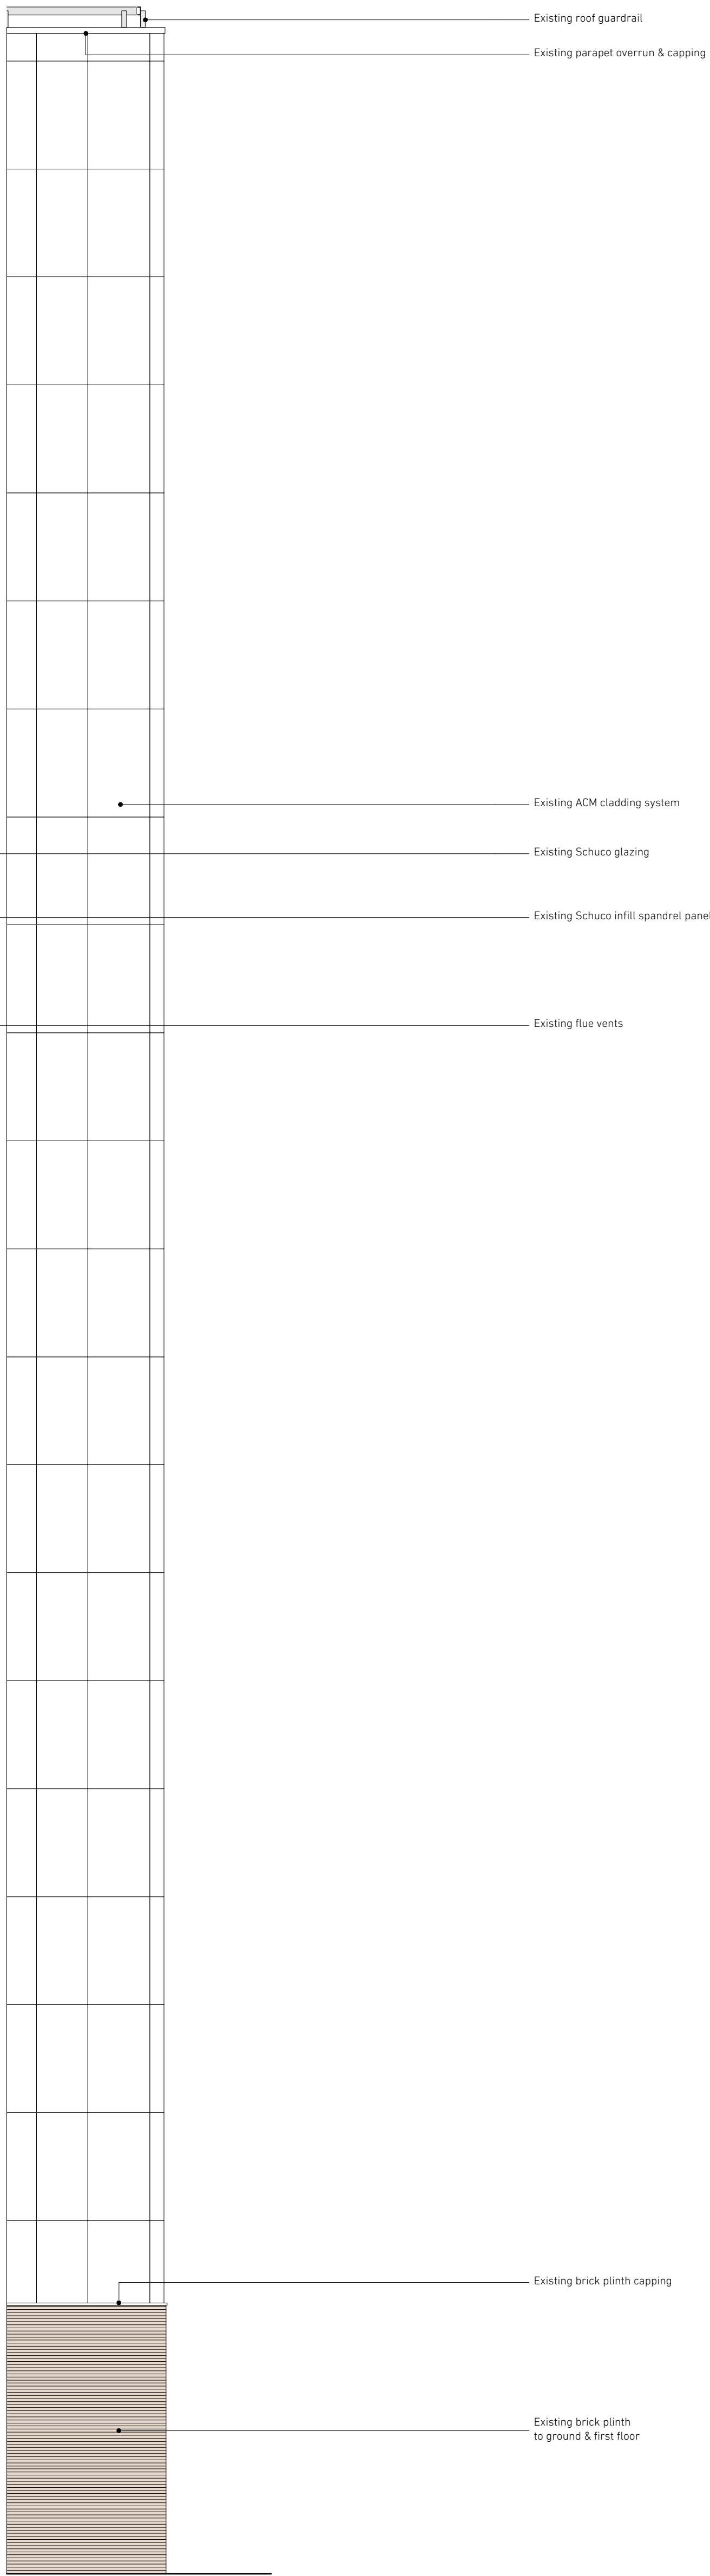 Existing roof guardrail
Existing parapet overrun & capping
Existing ACM cladding system
Existing Schuco glazing
Existing Schuco infill spandrel panel
Existing flue vents
Existing brick plinth capping
Existing brick plinth
to ground & first floor